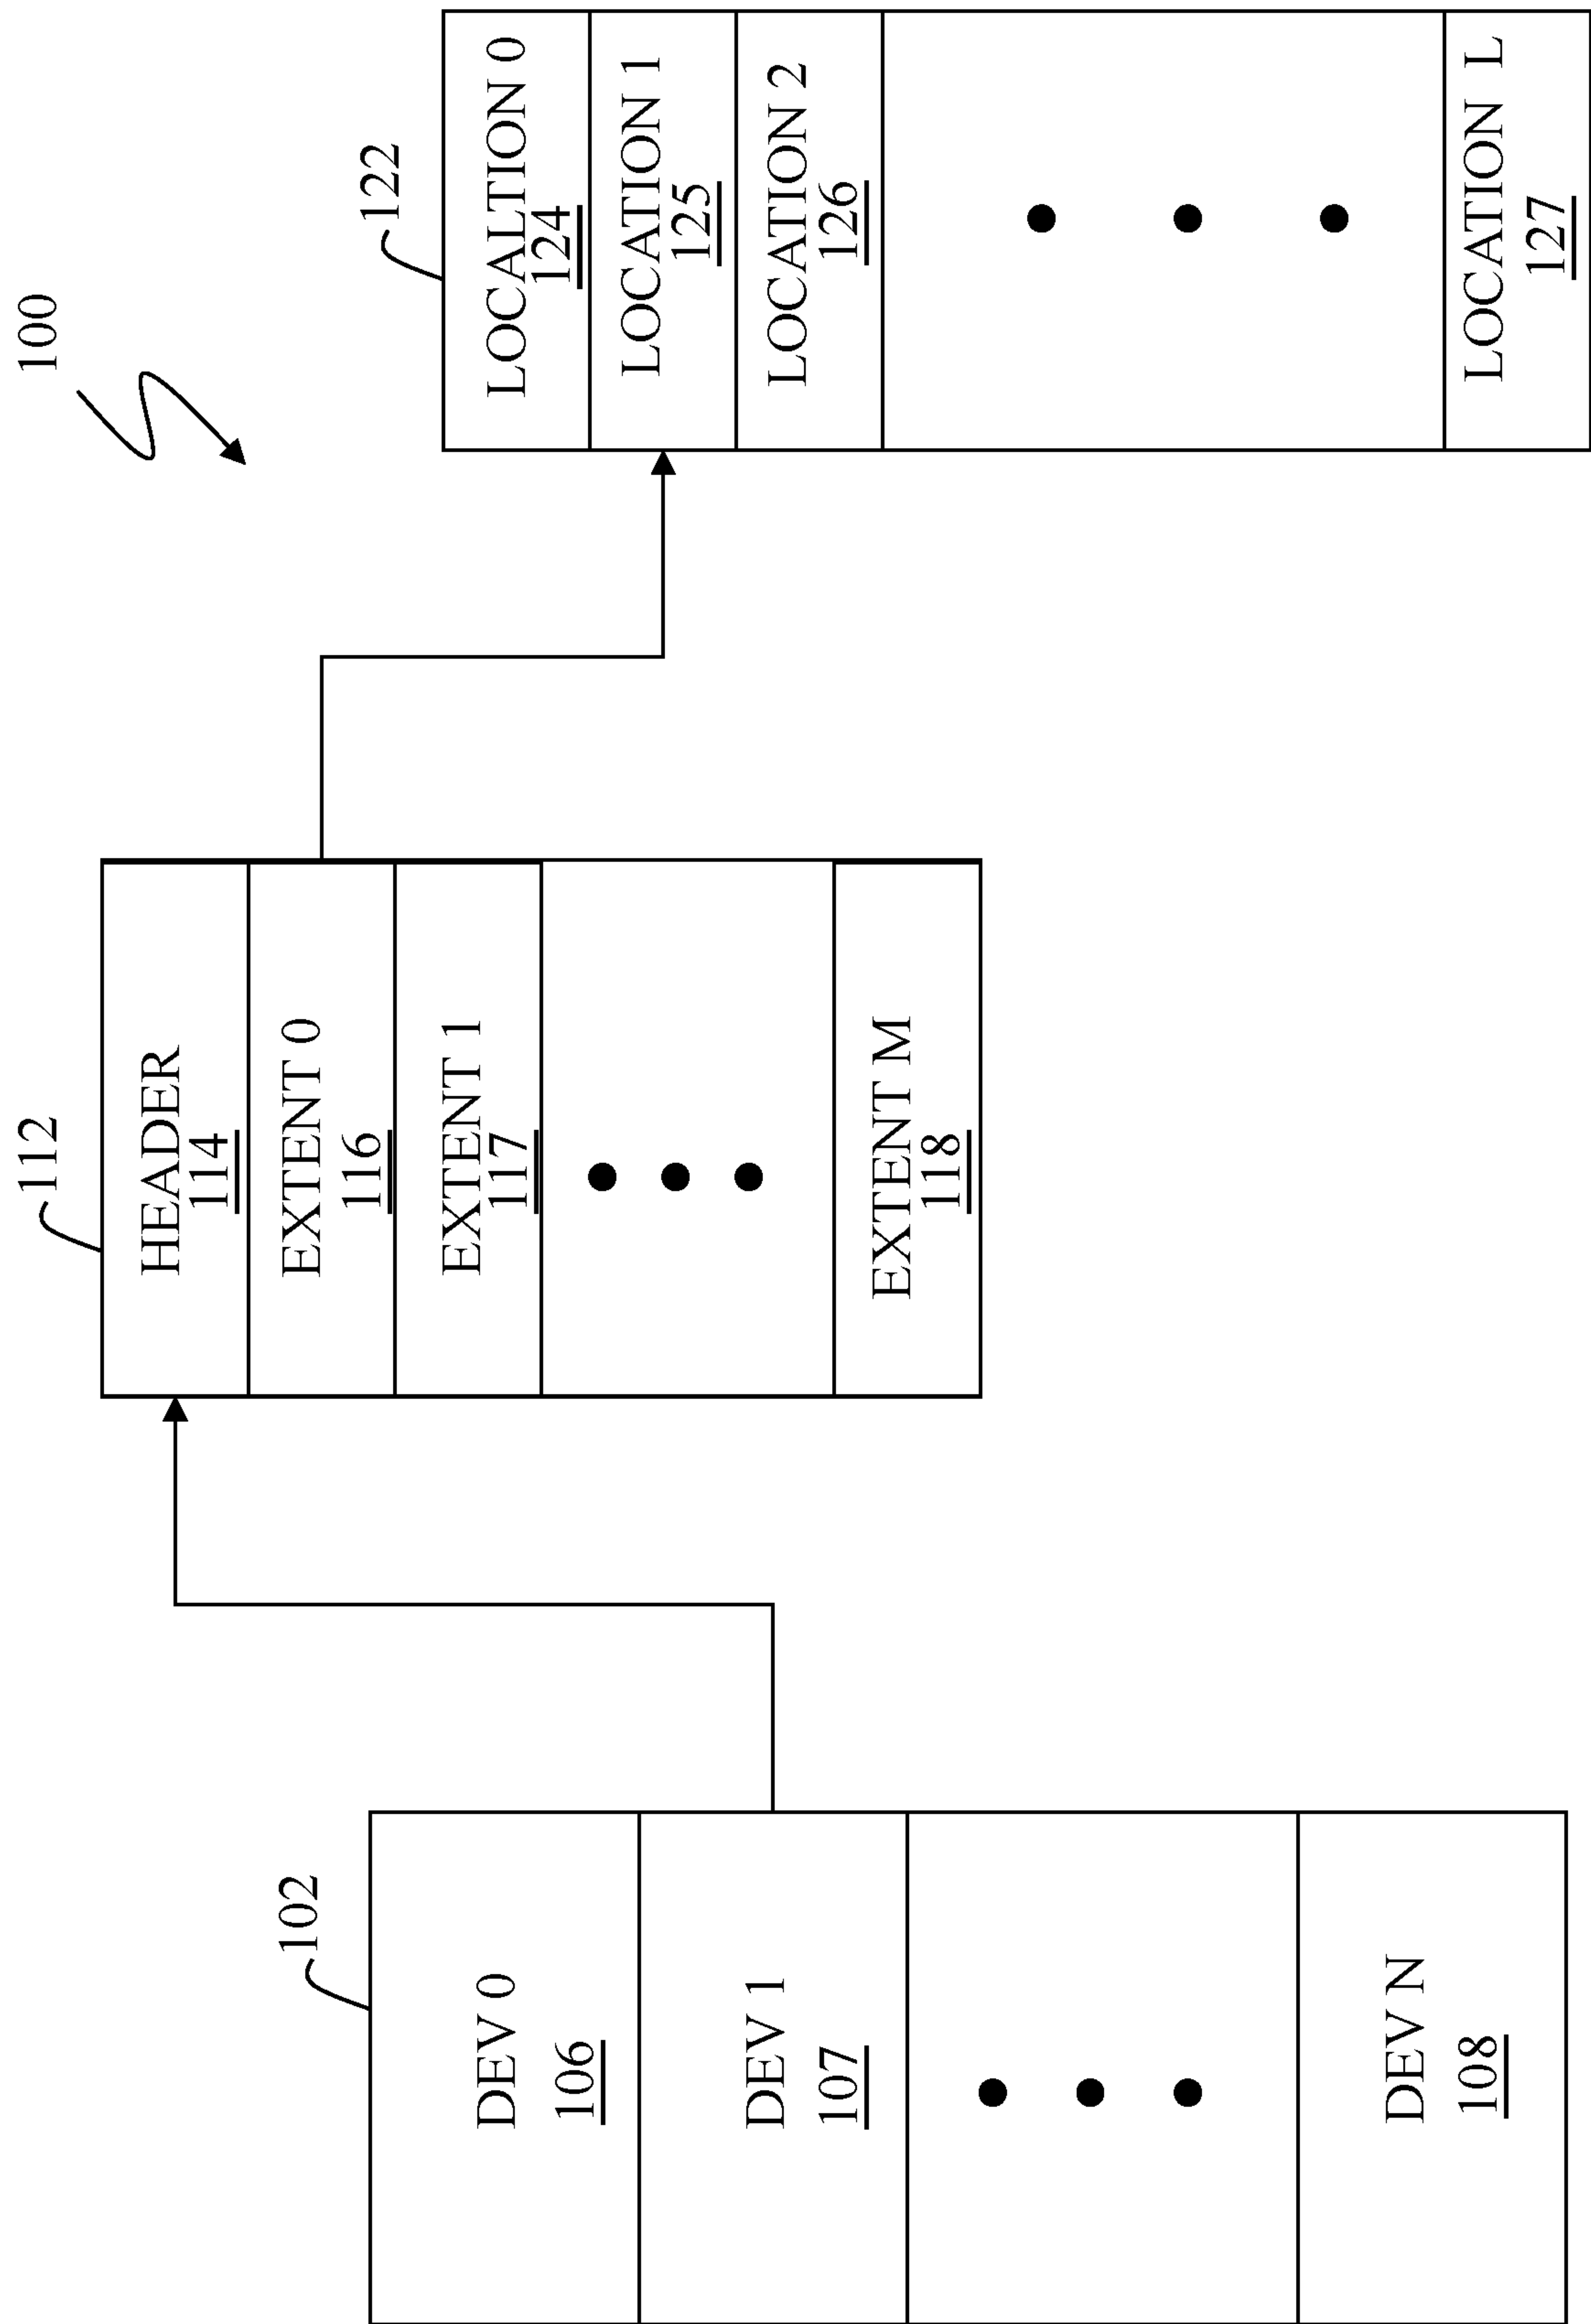 100
102
DEV 0
106
DEV 1
107
DEV N
108
112
HEADER
114
EXTENT 0
116
EXTENT 1
117
EXTENT M
118
122
LOCALTION 0
124
LOCATION 1
125
LOCATION 2
126
LOCATION L
127